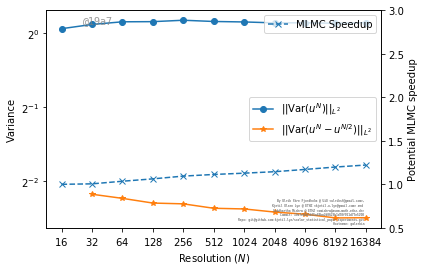 @19a7
MLMC Speedup
||Var(u^N)||_{L^2}
||Var(u^N − u^{N/2})||_{L^2}
Variance
2^0
2^{-1}
2^{-2}
16 32 64 128 256 512 1024 2048 4096 8192 16384
Resolution (N)
3.0
2.5
2.0
1.5
1.0
0.5
Potential MLMC speedup